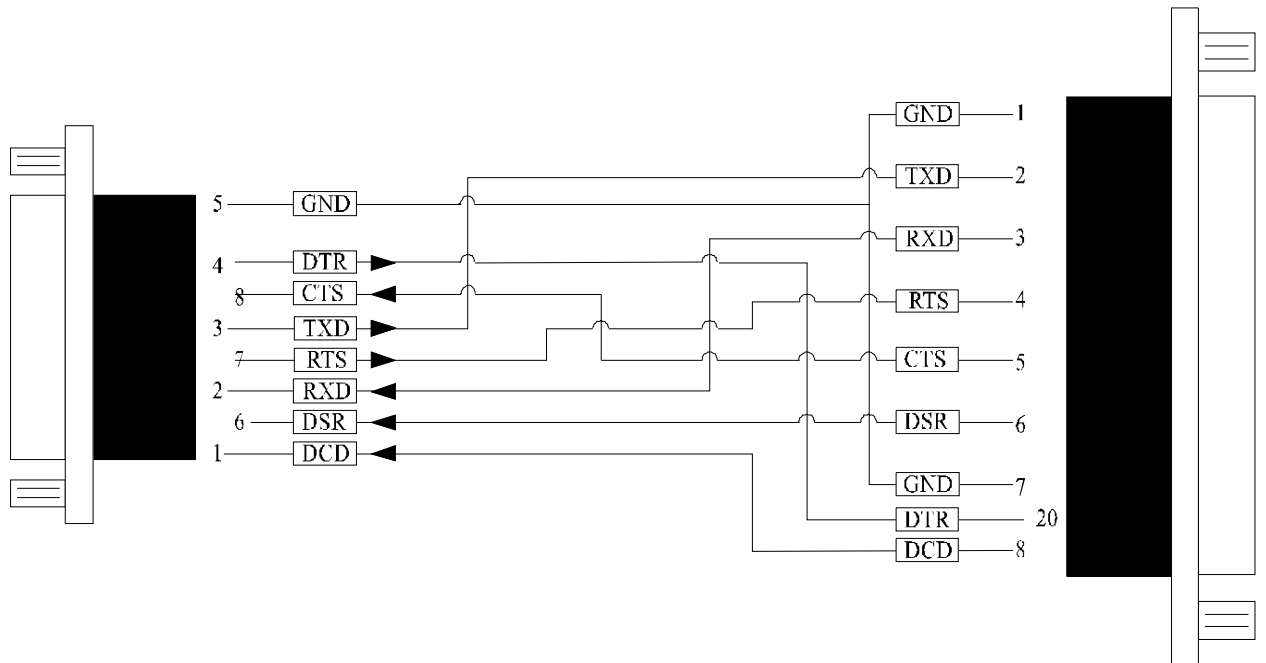 GND 1
TXD 2
5 GND
RXD 3
4 DTR
8 CTS
RTS 4
3 TXD
7 RTS
CTS 5
2 RXD
6 DSR
DSR 6
1 DCD
GND 7
DTR 20
DCD 8